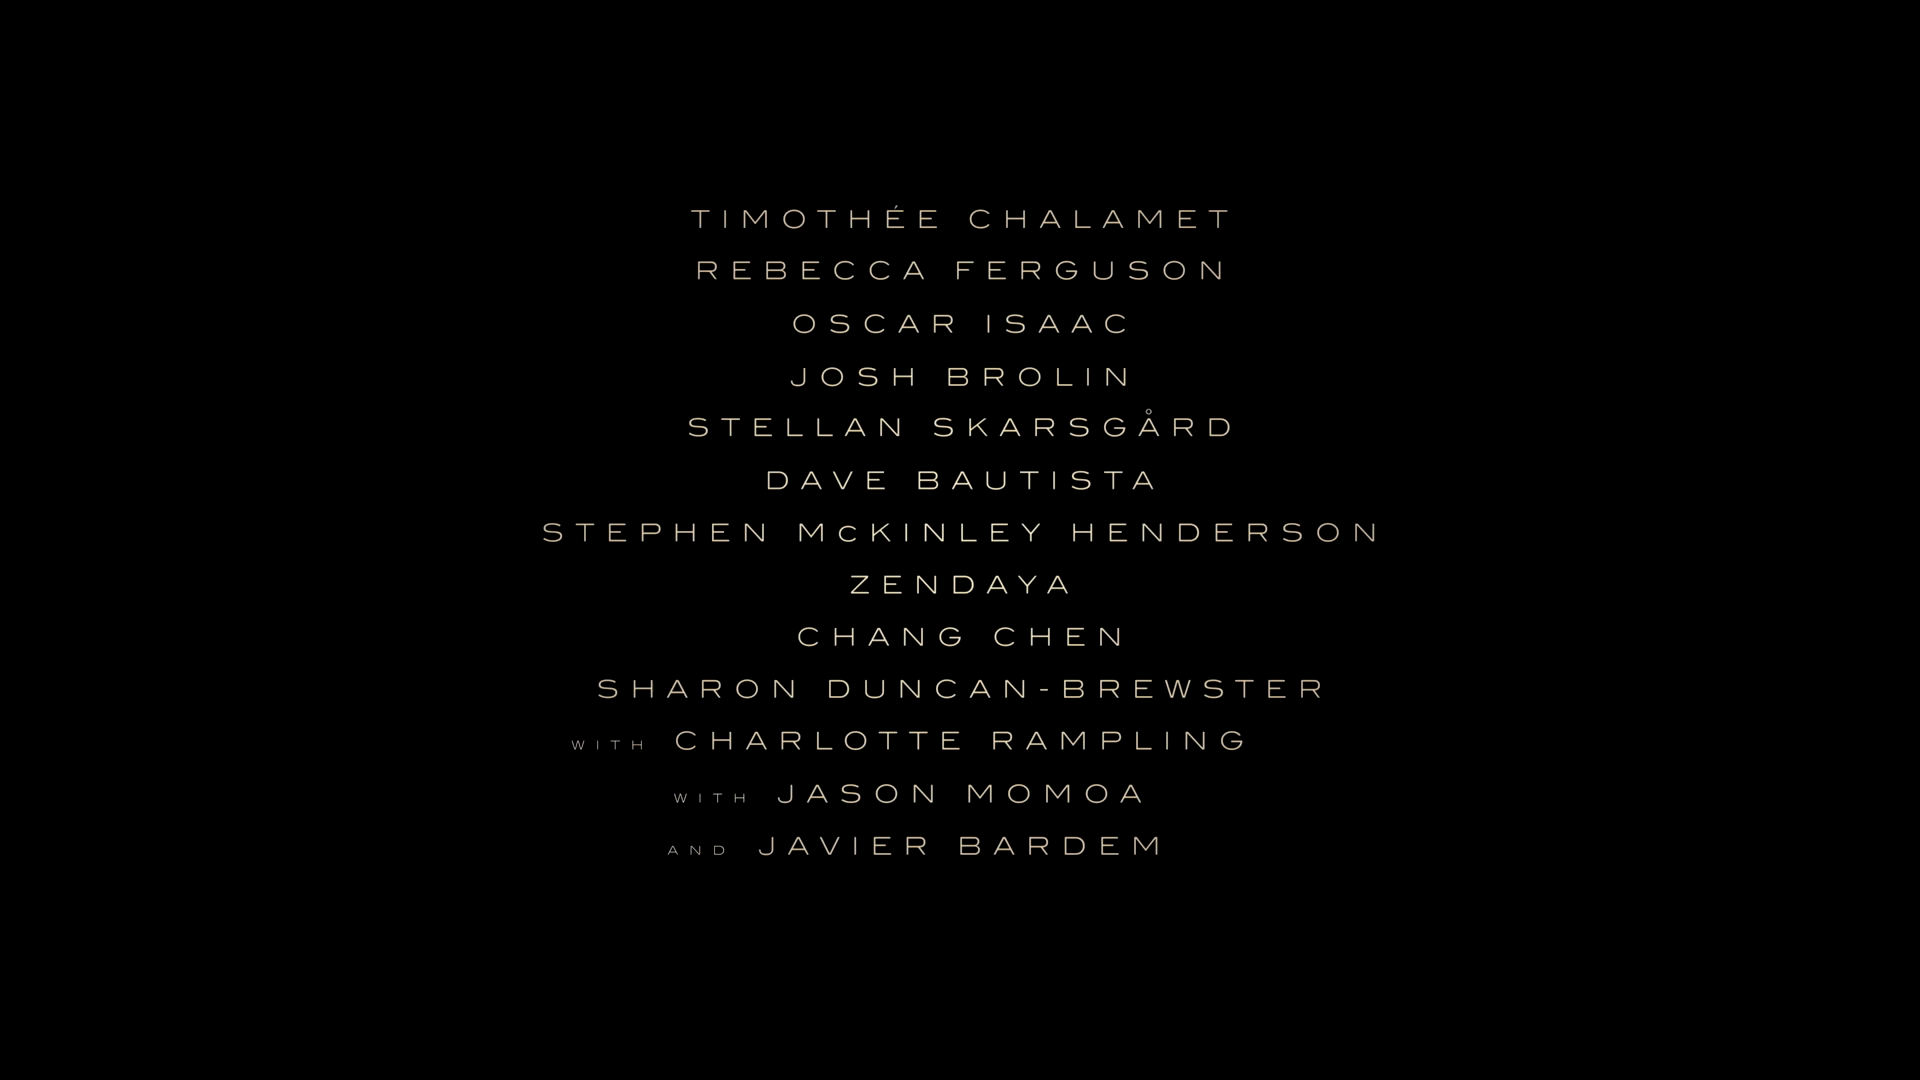 TIMOTHÉE CHALAMET
REBECCA FERGUSON
OSCAR ISAAC
JOSH BROLIN
STELLAN SKARSGÅRD
DAVE BAUTISTA
STEPHEN McKINLEY HENDERSON
ZENDAYA
CHANG CHEN
SHARON DUNCAN-BREWSTER
WITH CHARLOTTE RAMPLING
WITH JASON MOMOA
AND JAVIER BARDEM